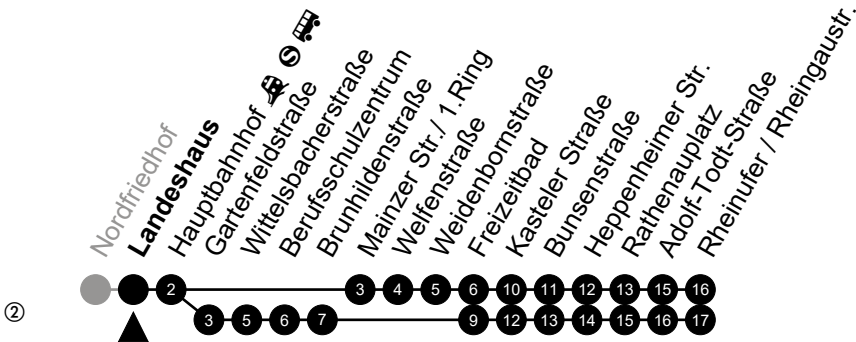 Nordfriedhof
Landeshaus
Hauptbahnhof S
Gartenfeldstraße
Wittelsbacherstraße
Berufsschulzentrum
Brunhildenstraße
Mainzer Str./ 1.Ring
Welfenstraße
Weidenbornstraße
Freizeitbad
Kasteler Straße
Bunsenstraße
Heppenheimer Str.
Rathenauplatz
Adolf-Todt-Straße
Rheinufer / Rheingaustr.
2 3 4 5 6 10 11 12 13 15 16
② 3 5 6 7 9 12 13 14 15 16 17